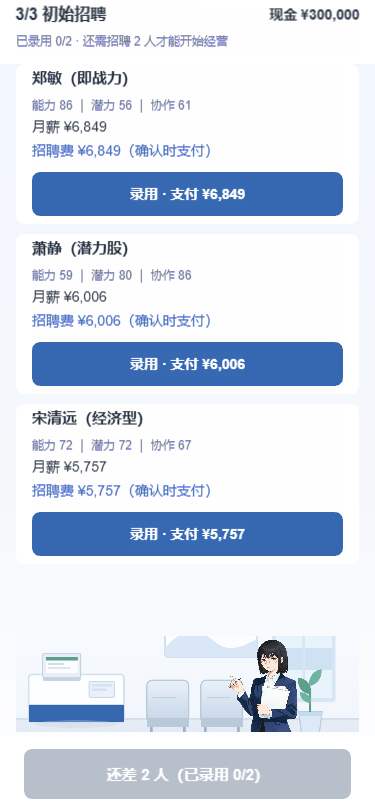 3/3 初始招聘
现金 ¥300,000
已录用 0/2 · 还需招聘 2 人才能开始经营
郑敏（即战力）
能力 86 | 潜力 56 | 协作 61
月薪 ¥6,849
招聘费 ¥6,849（确认时支付）
录用 · 支付 ¥6,849
萧静（潜力股）
能力 59 | 潜力 80 | 协作 86
月薪 ¥6,006
招聘费 ¥6,006（确认时支付）
录用 · 支付 ¥6,006
宋清远（经济型）
能力 72 | 潜力 72 | 协作 67
月薪 ¥5,757
招聘费 ¥5,757（确认时支付）
录用 · 支付 ¥5,757
还差 2 人（已录用 0/2）